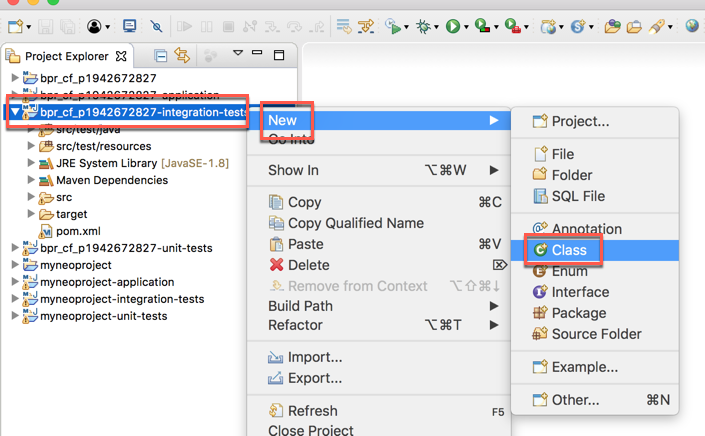 Project Explorer
bpr_cf_p1942672827
bpr_cf_p1942672827-application
bpr_cf_p1942672827-integration-tests
src/test/java
src/test/resources
JRE System Library [JavaSE-1.8]
Maven Dependencies
src
target
pom.xml
bpr_cf_p1942672827-unit-tests
myneoproject
myneoproject-application
myneoproject-integration-tests
myneoproject-unit-tests
New
Go Into
Show In ⌥⌘W
Copy ⌘C
Copy Qualified Name
Paste ⌘V
Delete ⌦
Remove from Context ⌥⇧⌘↓
Build Path
Refactor ⌥⌘T
Import...
Export...
Refresh F5
Close Project
Project...
File
Folder
SQL File
Annotation
Class
Enum
Interface
Package
Source Folder
Example...
Other... ⌘N